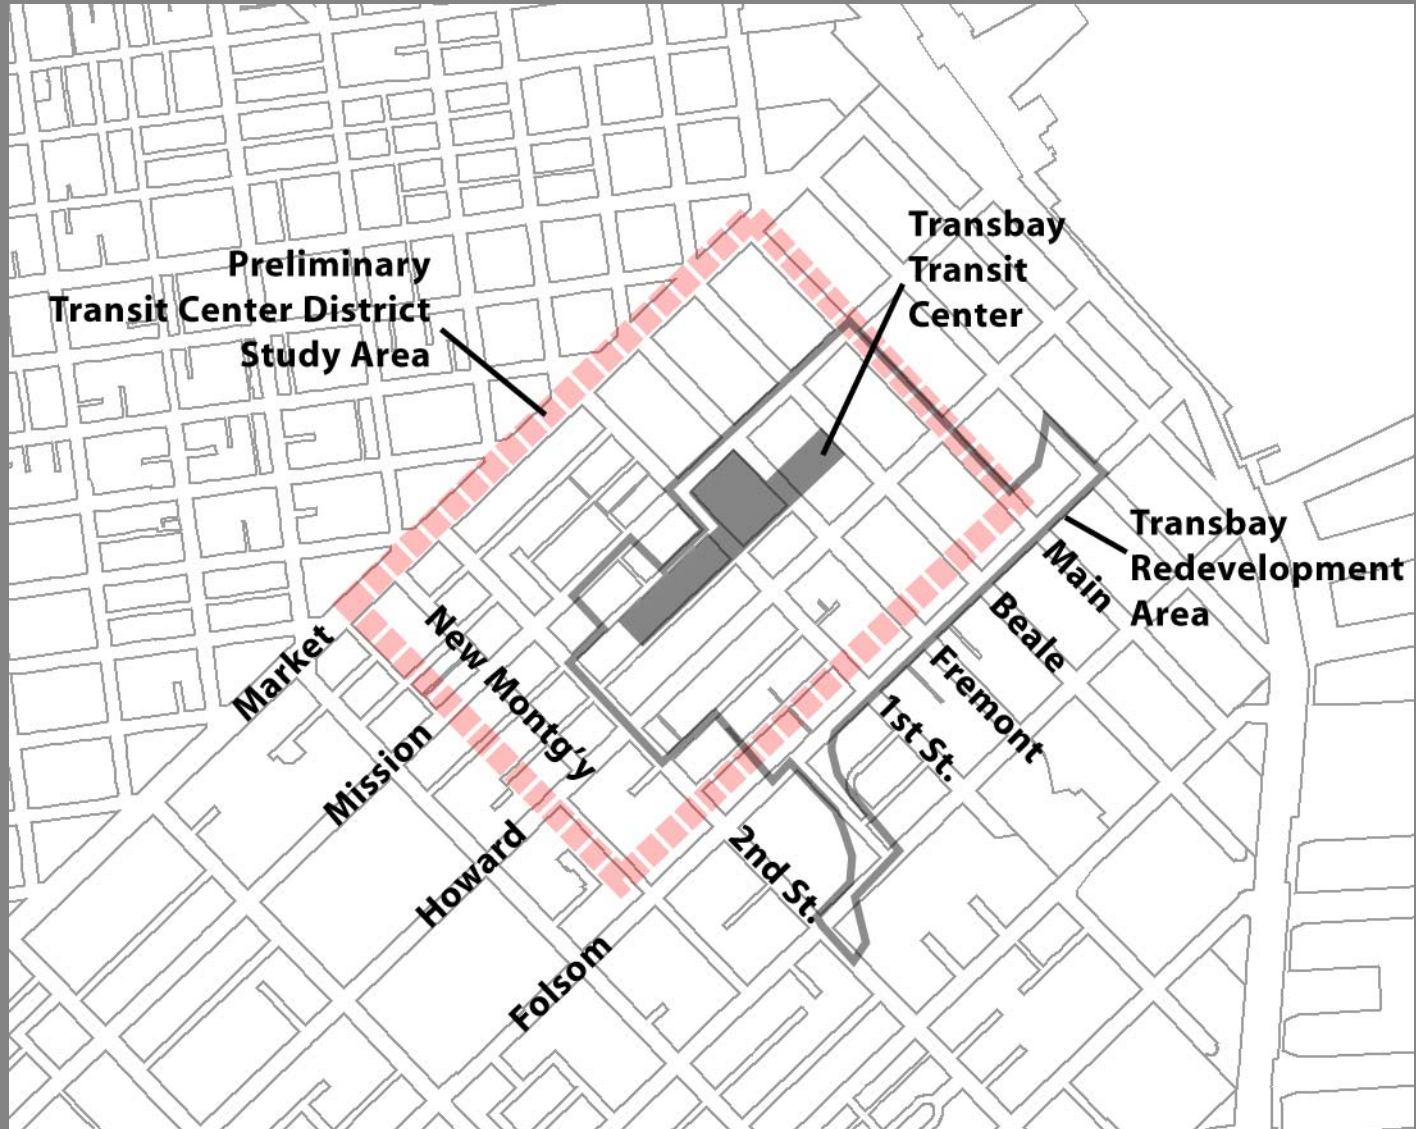 Transbay
Transit
Center
Preliminary
Transit Center District
Study Area
Transbay
Redevelopment
Area
Main
Beale
Fremont
1st St.
2nd St.
New Montg'y
Market
Mission
Howard
Folsom